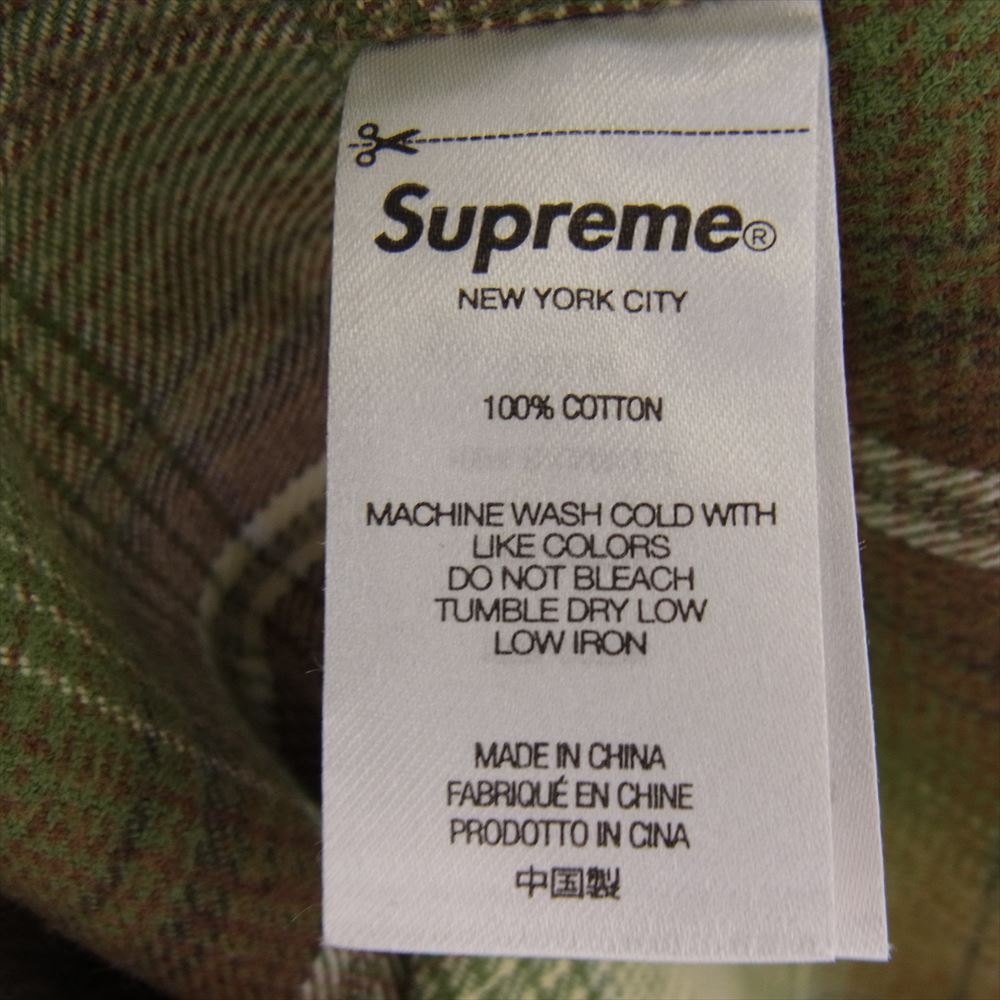 Supreme®
NEW YORK CITY
100% COTTON
MACHINE WASH COLD WITH
LIKE COLORS
DO NOT BLEACH
TUMBLE DRY LOW
LOW IRON
MADE IN CHINA
FABRIQUÉ EN CHINE
PRODOTTO IN CINA
中国製